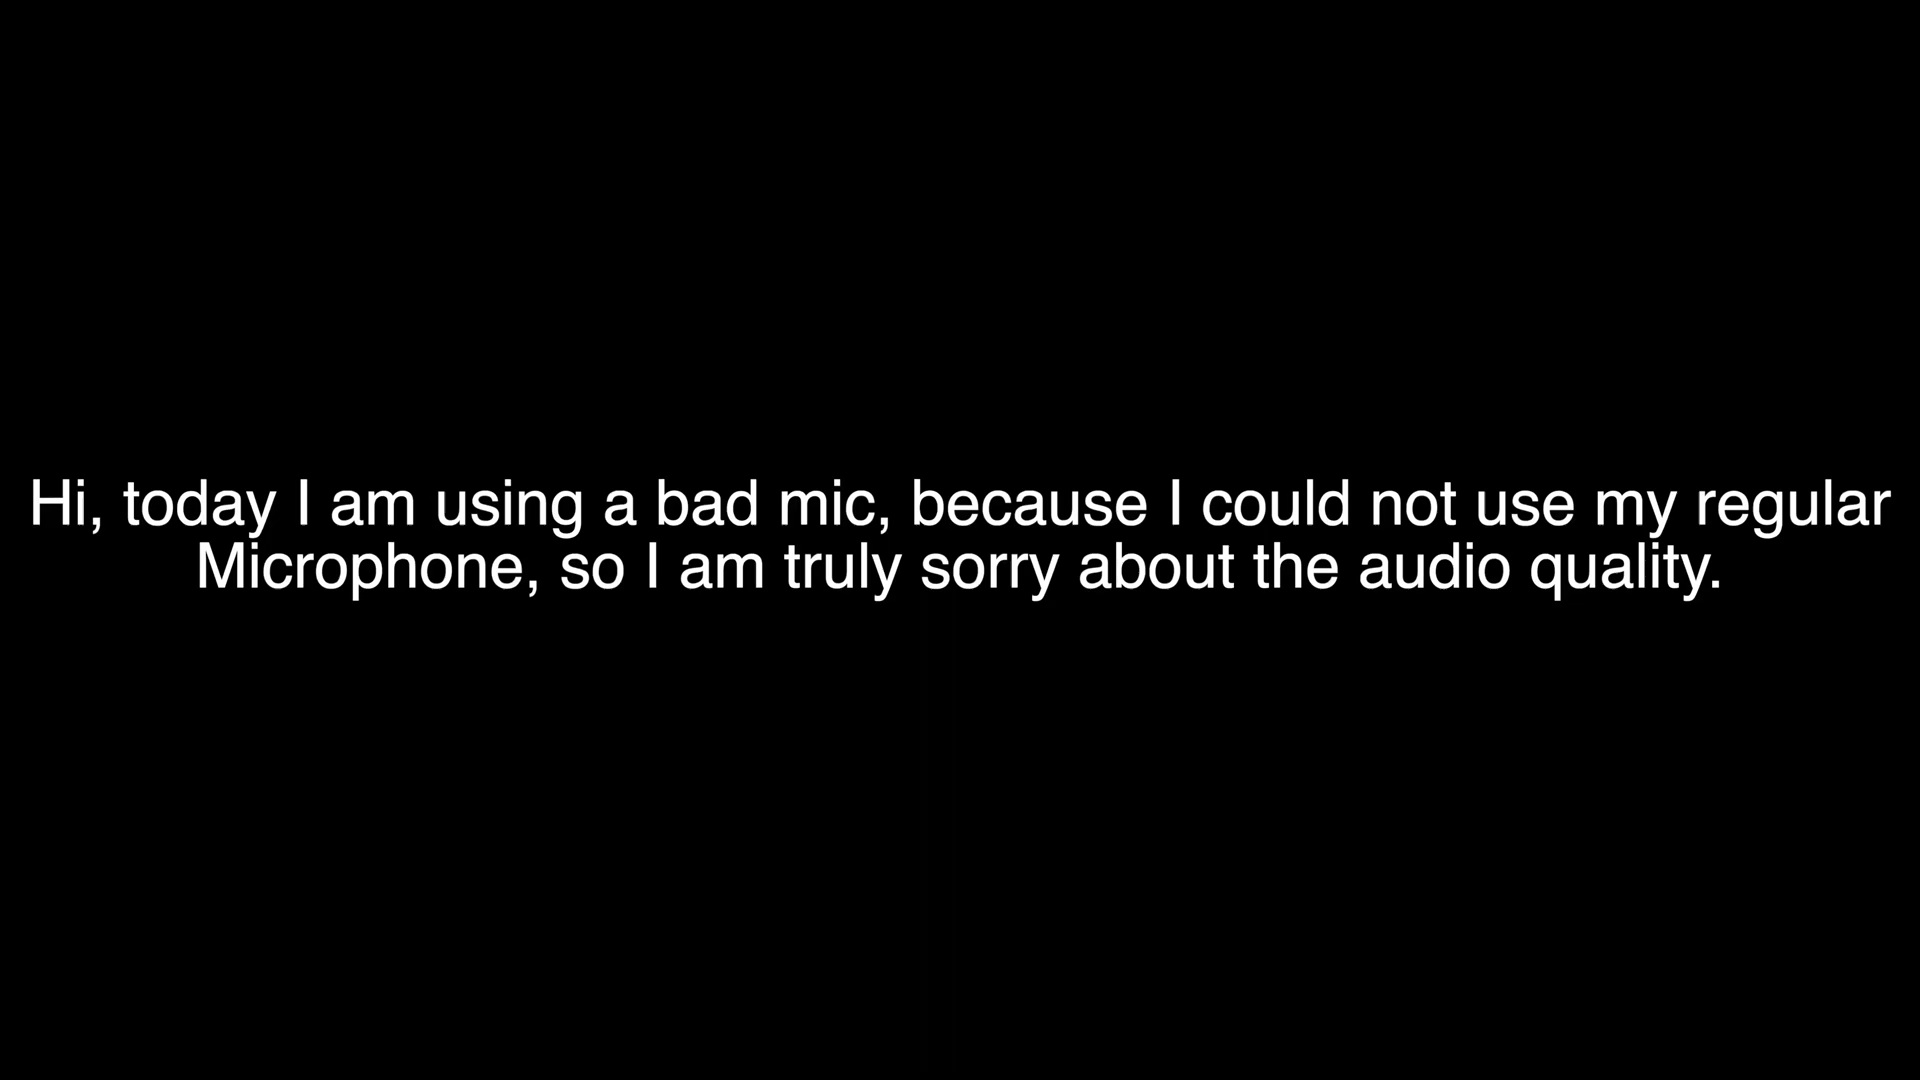 Hi, today I am using a bad mic, because I could not use my regular
Microphone, so I am truly sorry about the audio quality.